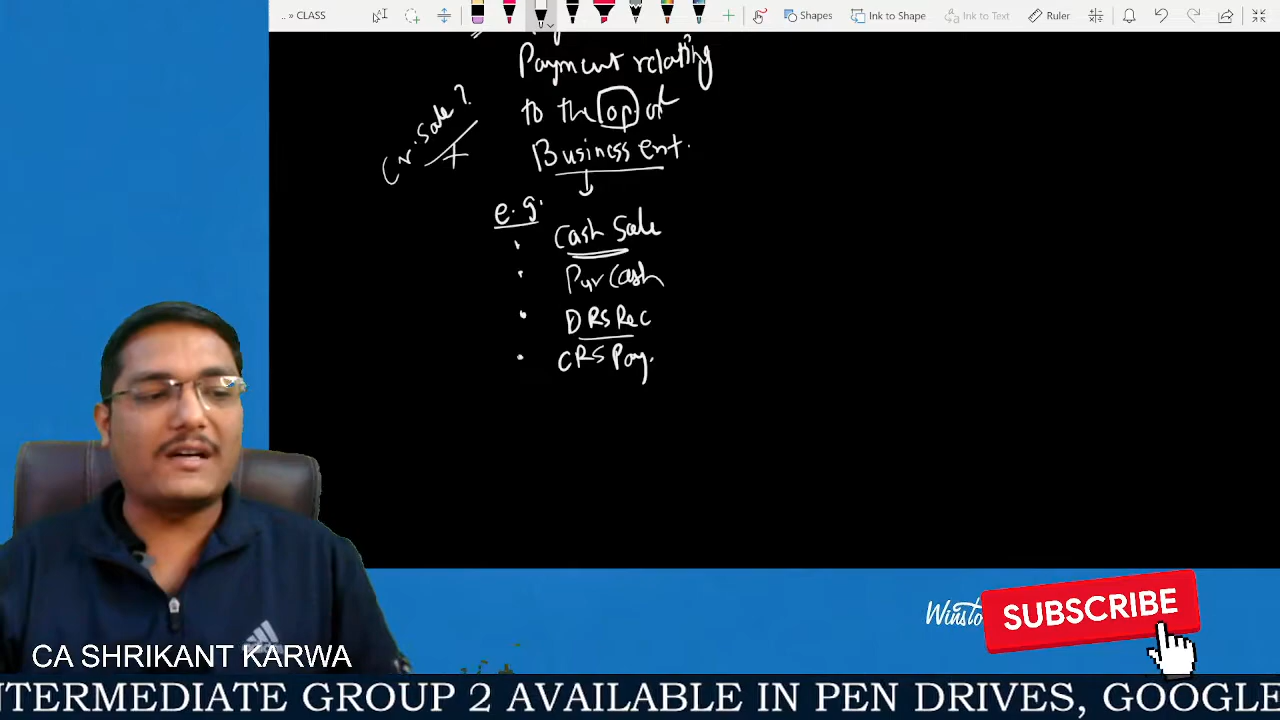 .. » CLASS
Shapes
Ink to Shape
Ink to Text
Ruler
Payment relating
to the op of
Business ent.
Cr. Sale ?
e.g.
• Cash Sale
• Pur Cash
• DRS Rec
• CRS Pay.
Winsto
SUBSCRIBE
CA SHRIKANT KARWA
NTERMEDIATE GROUP 2 AVAILABLE IN PEN DRIVES, GOOGLE